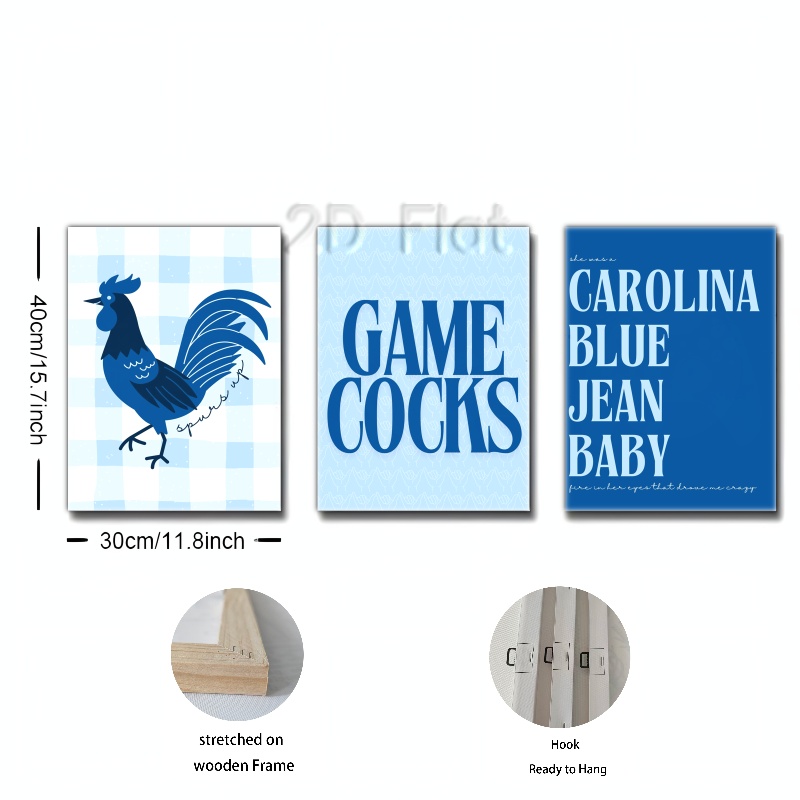 2D Flat
40cm/15.7inch
30cm/11.8inch
spurs up
GAME
COCKS
she was a
CAROLINA
BLUE
JEAN
BABY
fire in her eyes that drove me crazy
stretched on
wooden Frame
Hook
Ready to Hang